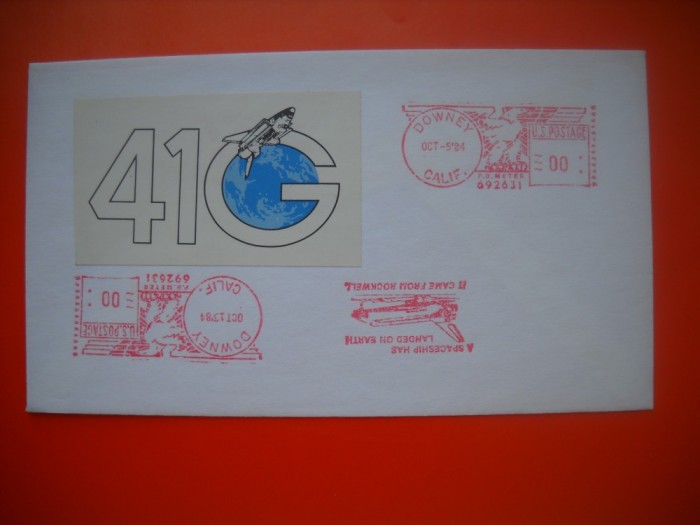 41G
DOWNEY
OCT-5'84
CALIF.
U.S. POSTAGE
00
P.B. METER
692631
DOWNEY
OCT 13'84
CALIF.
U.S. POSTAGE
00
P.B. METER
692631
A SPACESHIP HAS
LANDED ON EARTH
IT CAME FROM ROCKWELL